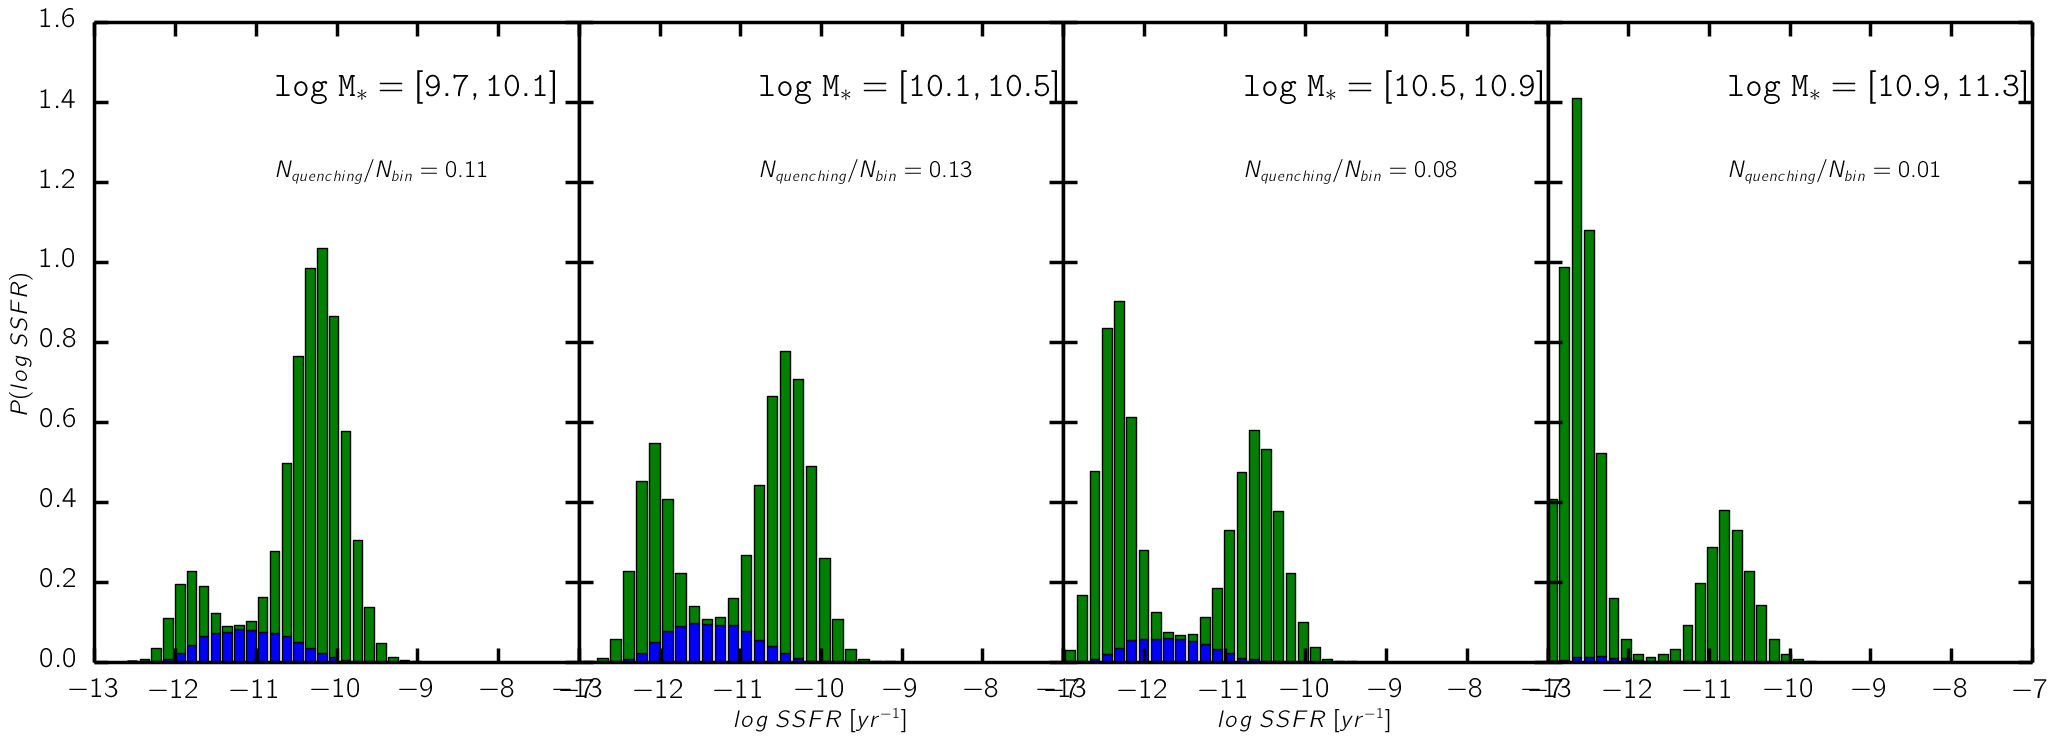 1.6
1.4
1.2
1.0
0.8
0.6
0.4
0.2
0.0
P(log SSFR)
log M* = [9.7, 10.1]
N_quenching/N_bin = 0.11
log M* = [10.1, 10.5]
N_quenching/N_bin = 0.13
log M* = [10.5, 10.9]
N_quenching/N_bin = 0.08
log M* = [10.9, 11.3]
N_quenching/N_bin = 0.01
−13 −12 −11 −10 −9 −8 −7
−13 −12 −11 −10 −9 −8 −7
−13 −12 −11 −10 −9 −8 −7
−13 −12 −11 −10 −9 −8 −7
log SSFR [yr⁻¹]
log SSFR [yr⁻¹]